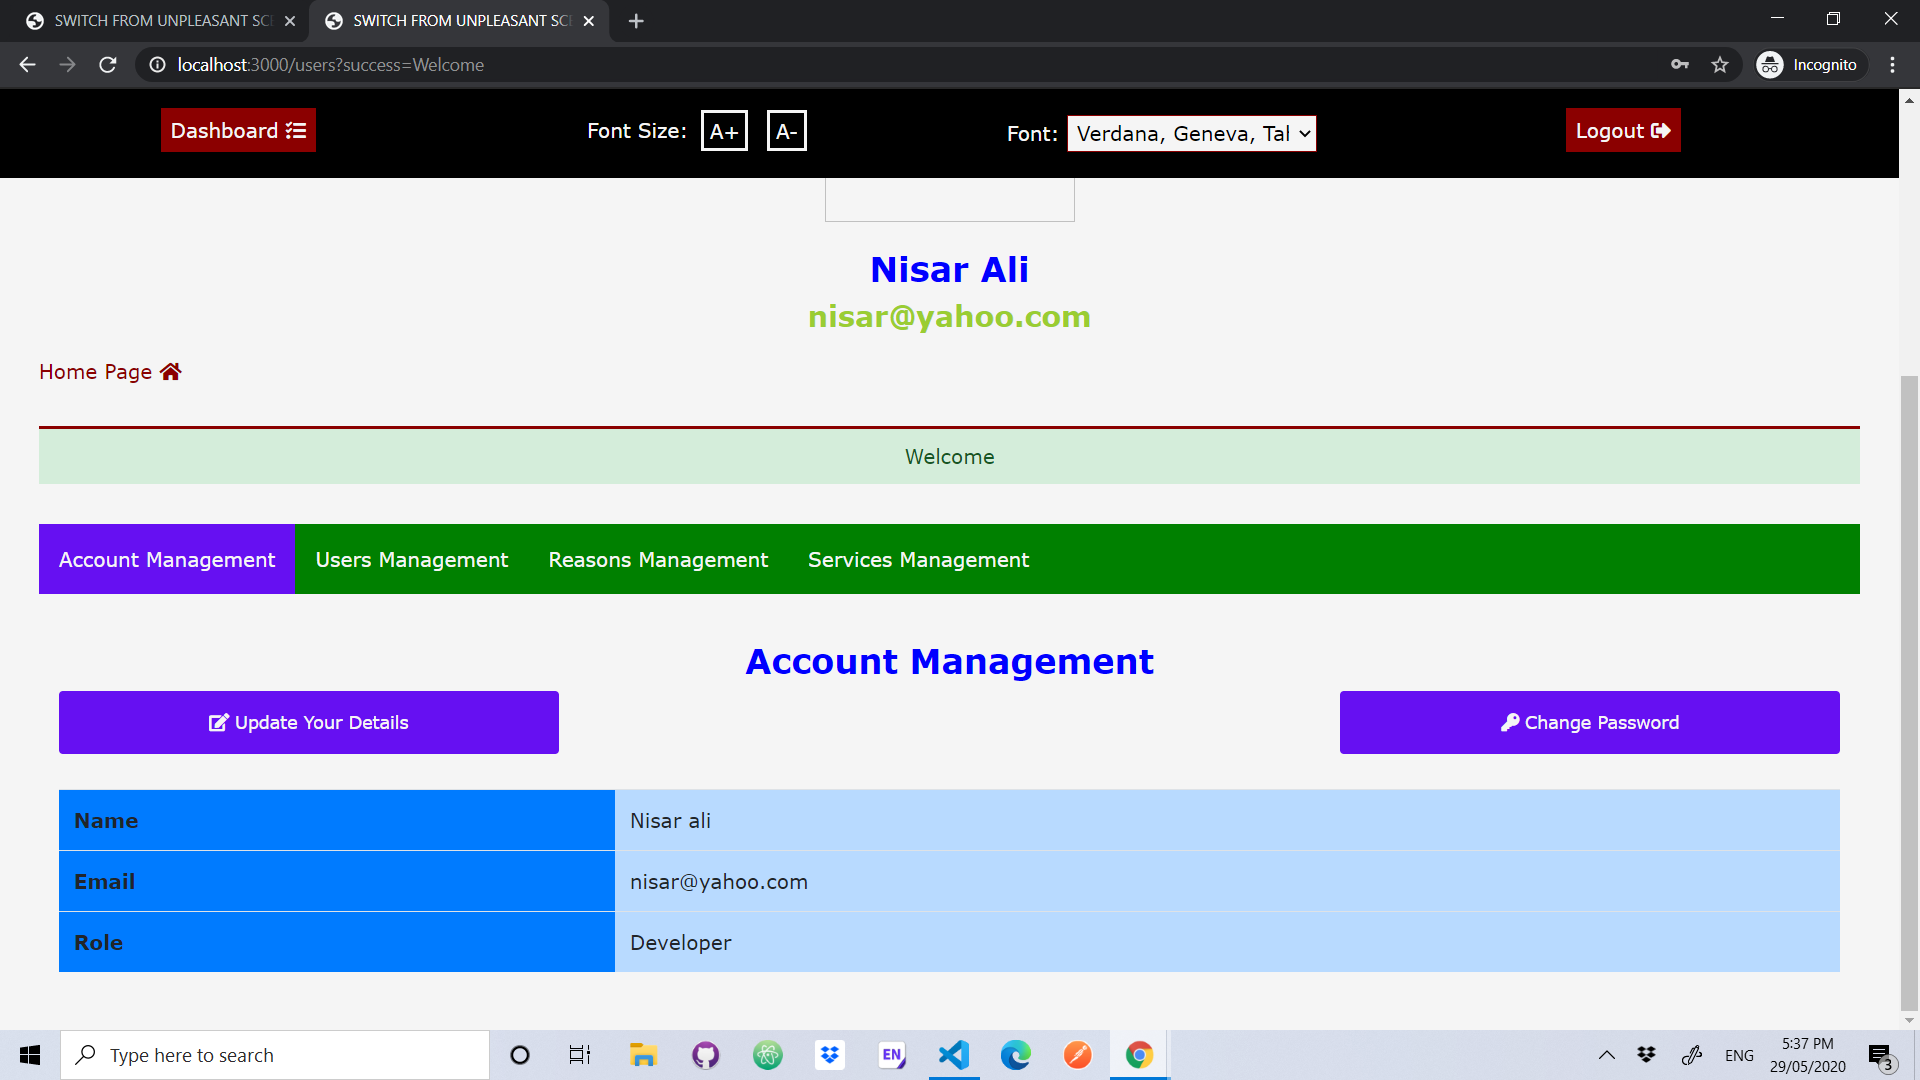 SWITCH FROM UNPLEASANT SC
SWITCH FROM UNPLEASANT SC
localhost:3000/users?success=Welcome
Incognito
Dashboard
Font Size: A+ A-
Font: Verdana, Geneva, Tal
Logout
Nisar Ali
nisar@yahoo.com
Home Page
Welcome
Account Management Users Management Reasons Management Services Management
Account Management
Update Your Details
Change Password
Name Nisar ali
Email nisar@yahoo.com
Role Developer
Type here to search
EN
ENG
5:37 PM
29/05/2020
3